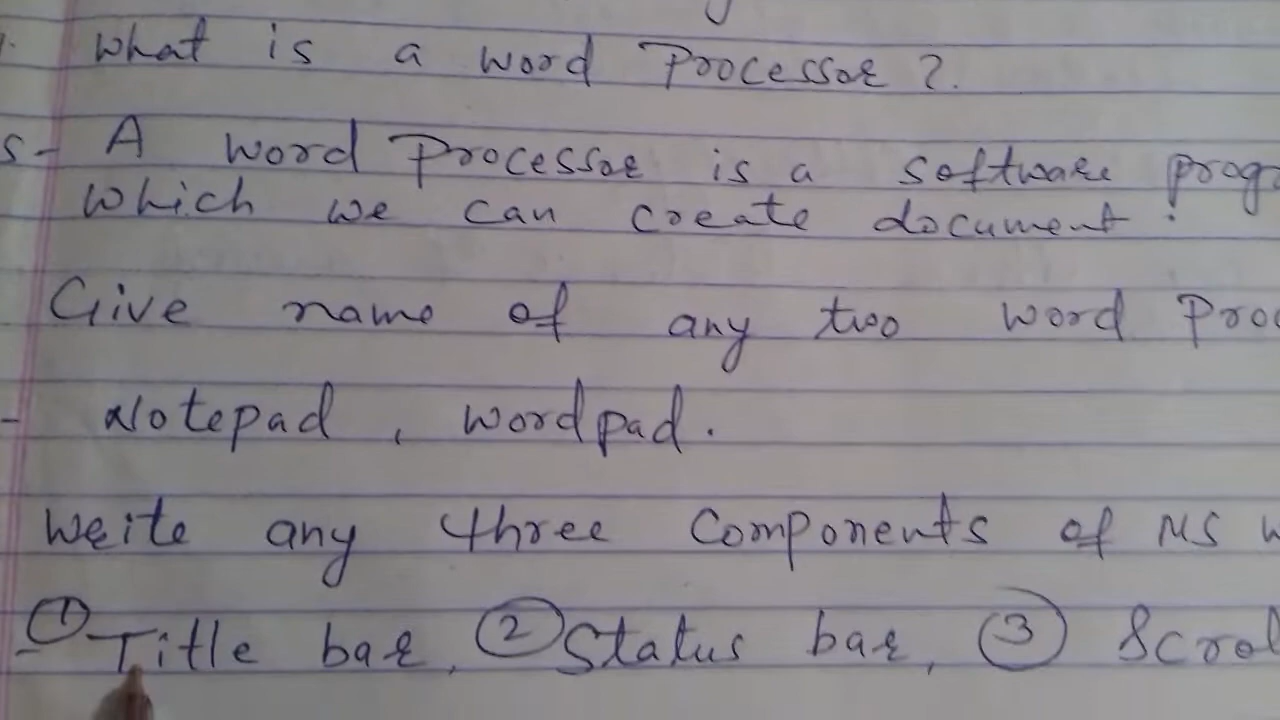 What is a word Processor ?
A word Processor is a software prog
which we can create document .
Give name of any two word Proc
Notepad , wordpad .
Write any three Components of MS W
① Title bar, ② Status bar, ③ Scrol